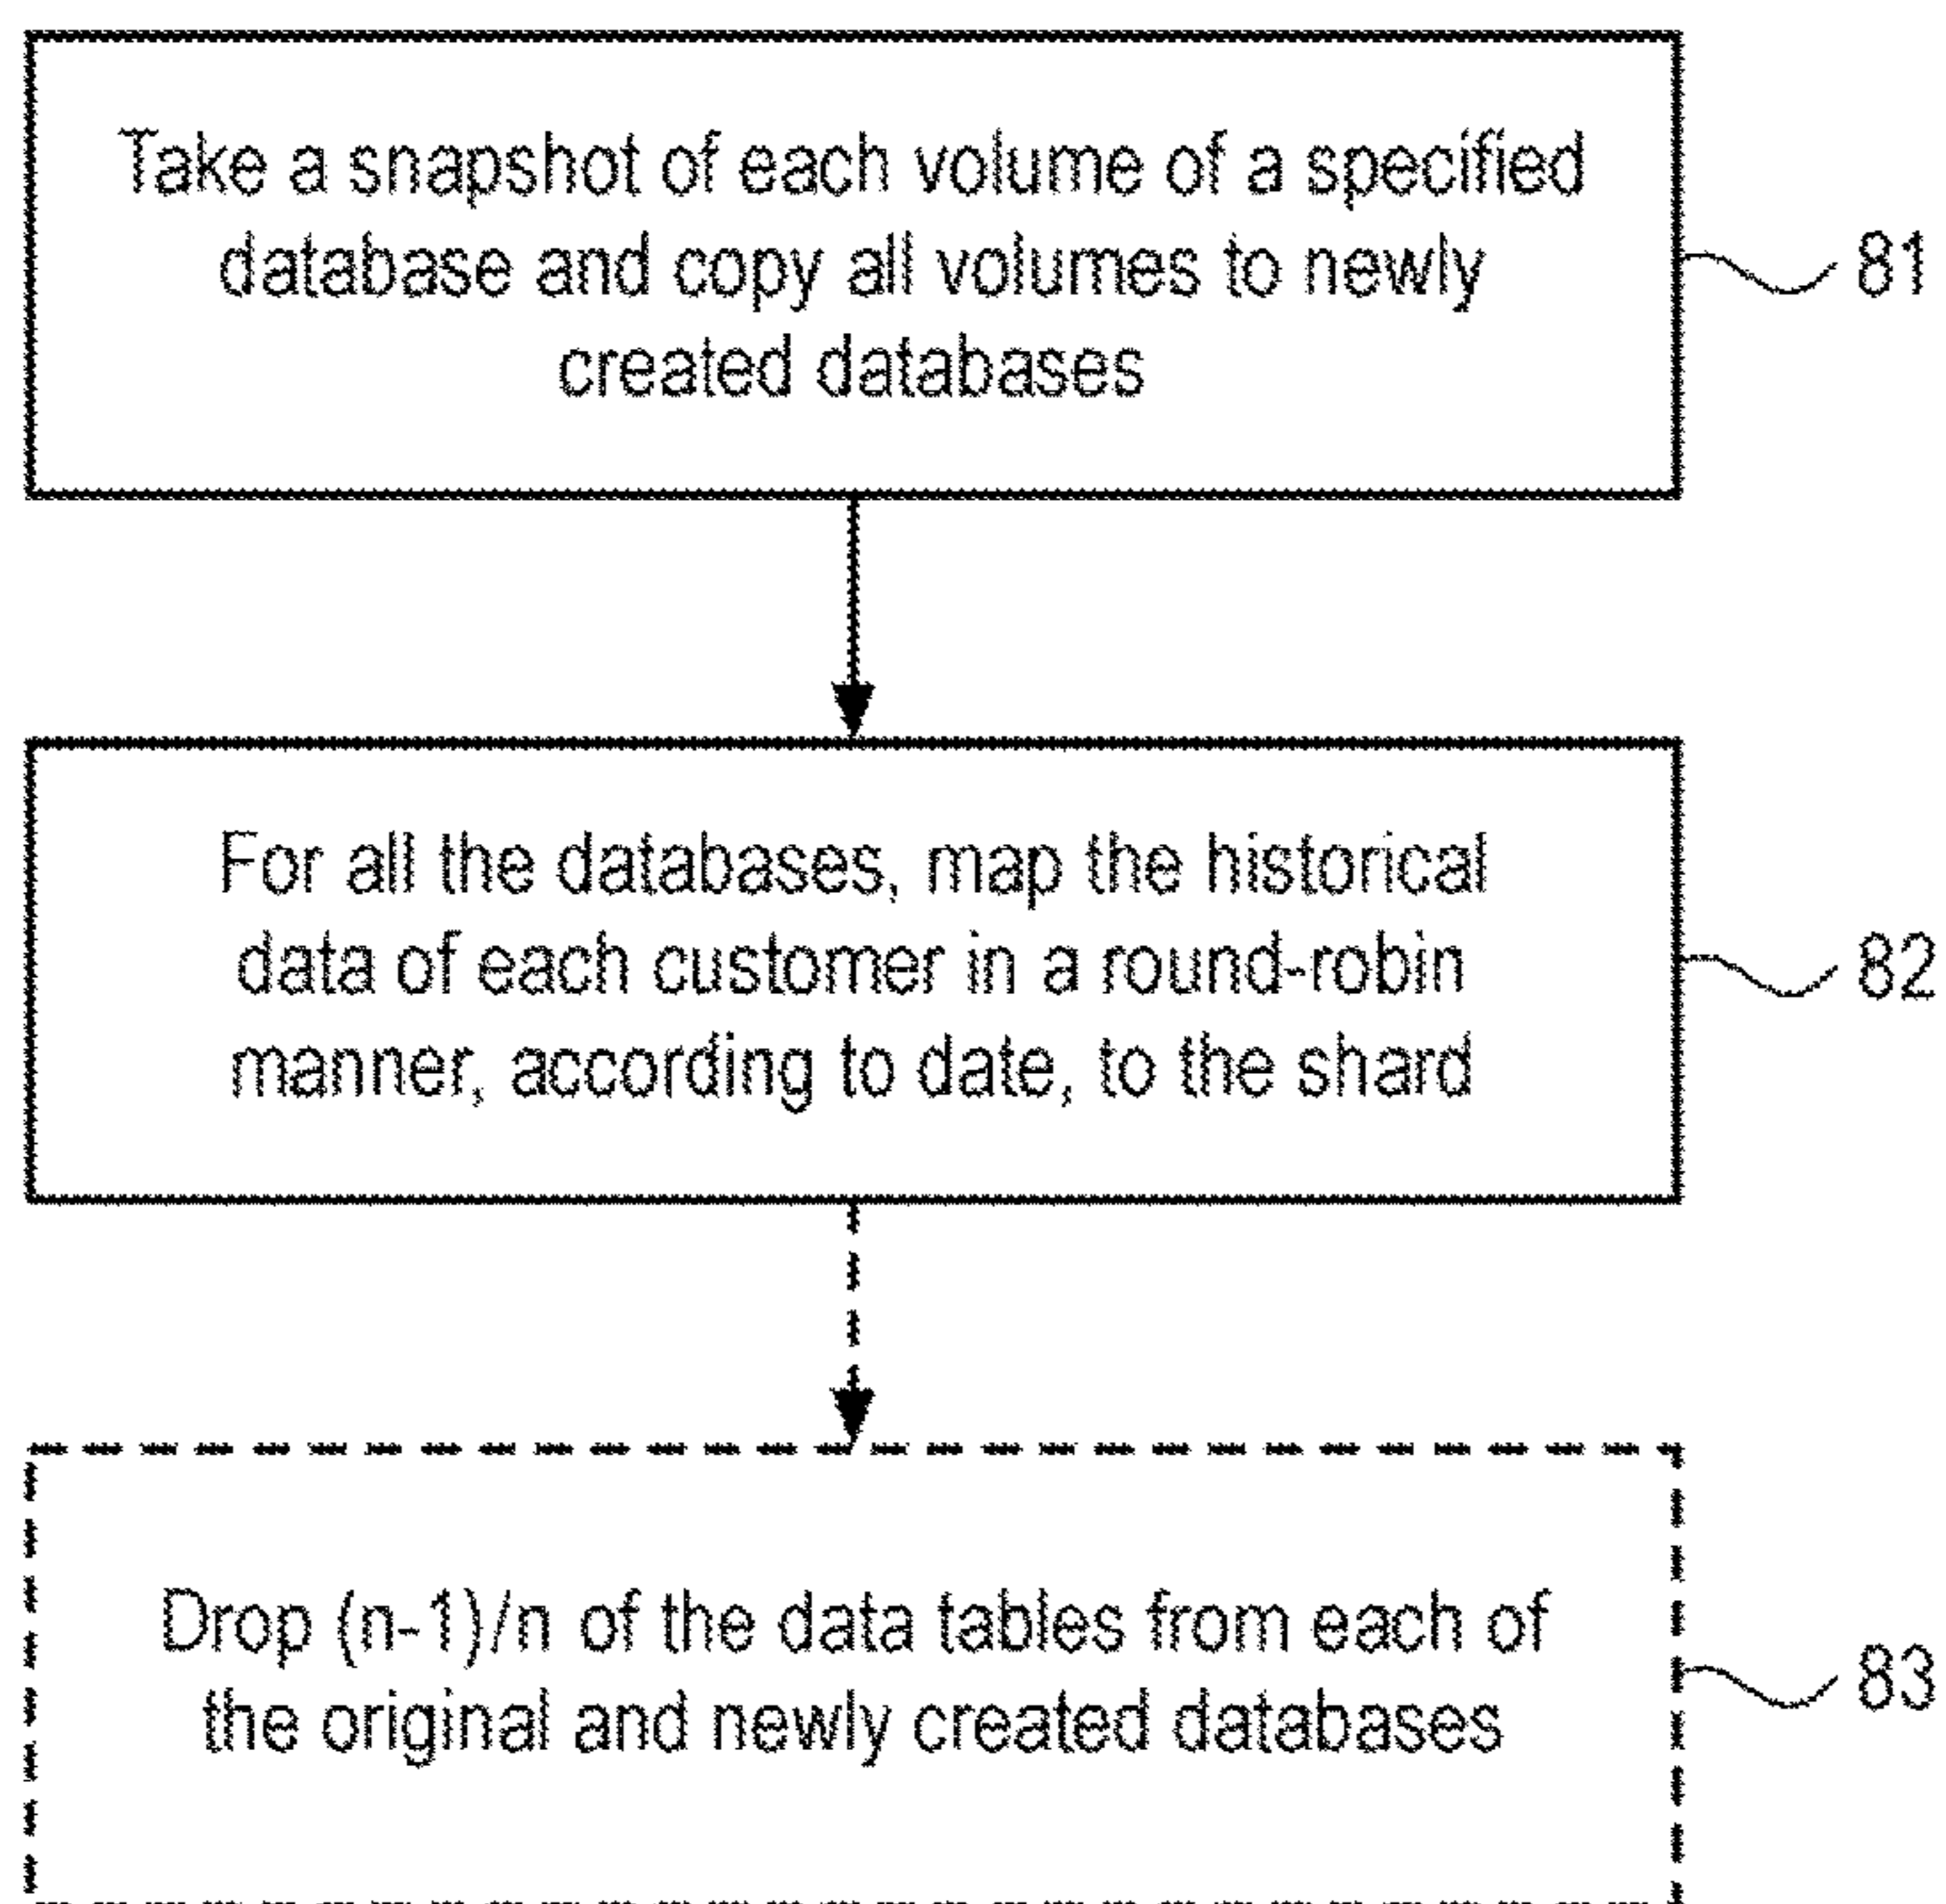 Take a snapshot of each volume of a specified
database and copy all volumes to newly
created databases
81
For all the databases, map the historical
data of each customer in a round-robin
manner, according to date, to the shard
82
Drop (n-1)/n of the data tables from each of
the original and newly created databases
83